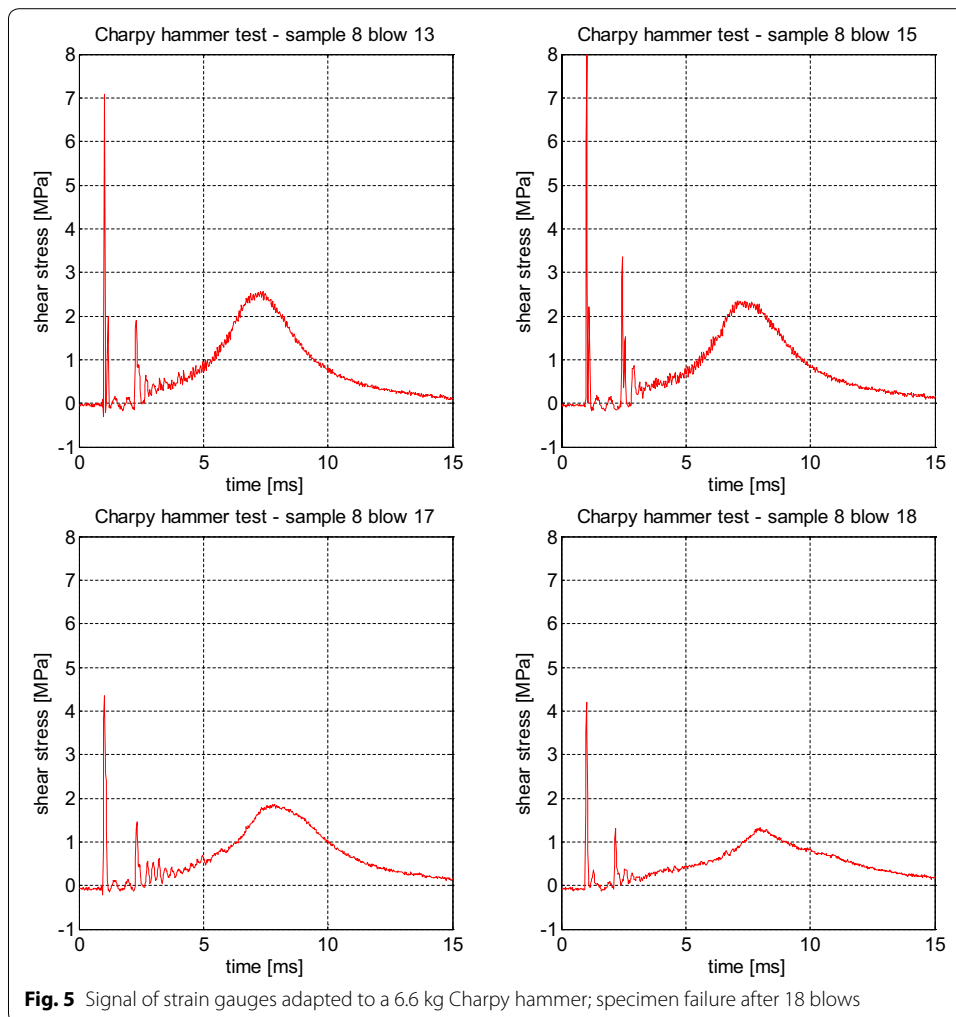 Charpy hammer test - sample 8 blow 13
8
7
6
5
4
3
2
1
0
-1
shear stress [MPa]
0 5 10 15
time [ms]
Charpy hammer test - sample 8 blow 15
8
7
6
5
4
3
2
1
0
-1
shear stress [MPa]
0 5 10 15
time [ms]
Charpy hammer test - sample 8 blow 17
8
7
6
5
4
3
2
1
0
-1
shear stress [MPa]
0 5 10 15
time [ms]
Charpy hammer test - sample 8 blow 18
8
7
6
5
4
3
2
1
0
-1
shear stress [MPa]
0 5 10 15
time [ms]
Fig. 5 Signal of strain gauges adapted to a 6.6 kg Charpy hammer; specimen failure after 18 blows